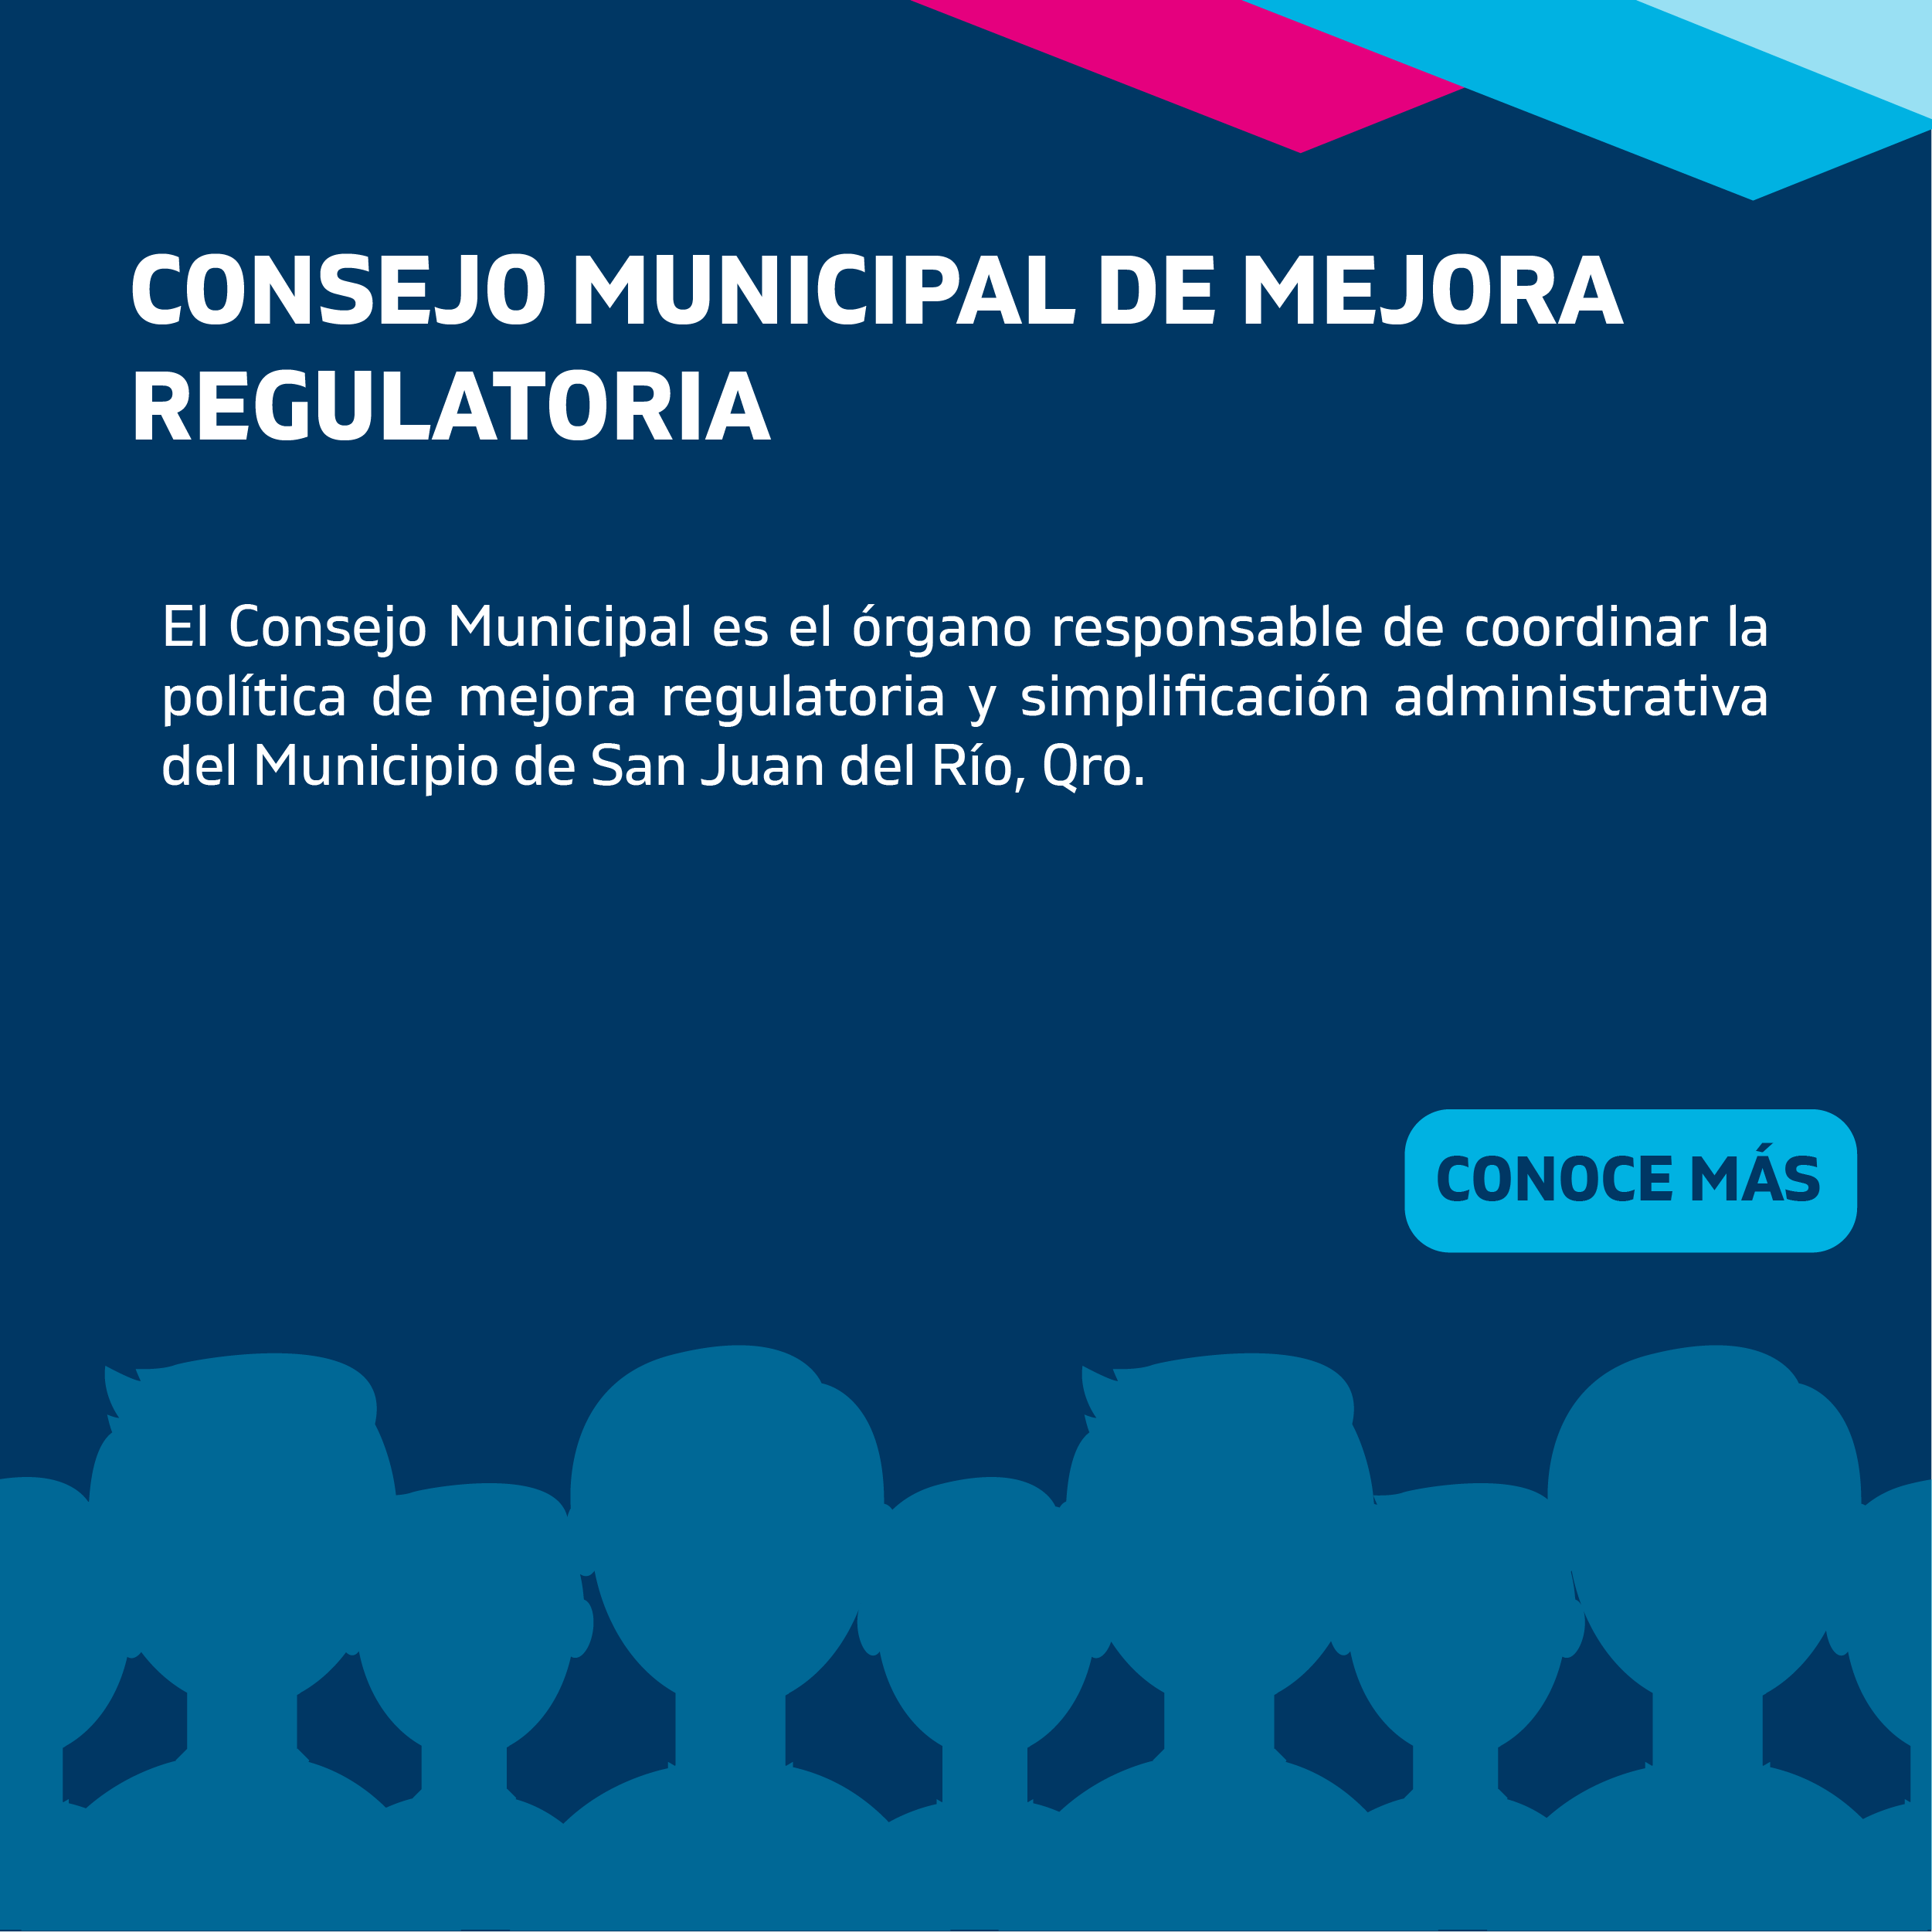 CONSEJO MUNICIPAL DE MEJORA
REGULATORIA
El Consejo Municipal es el órgano responsable de coordinar la
política de mejora regulatoria y simplificación administrativa
del Municipio de San Juan del Río, Qro.
CONOCE MÁS